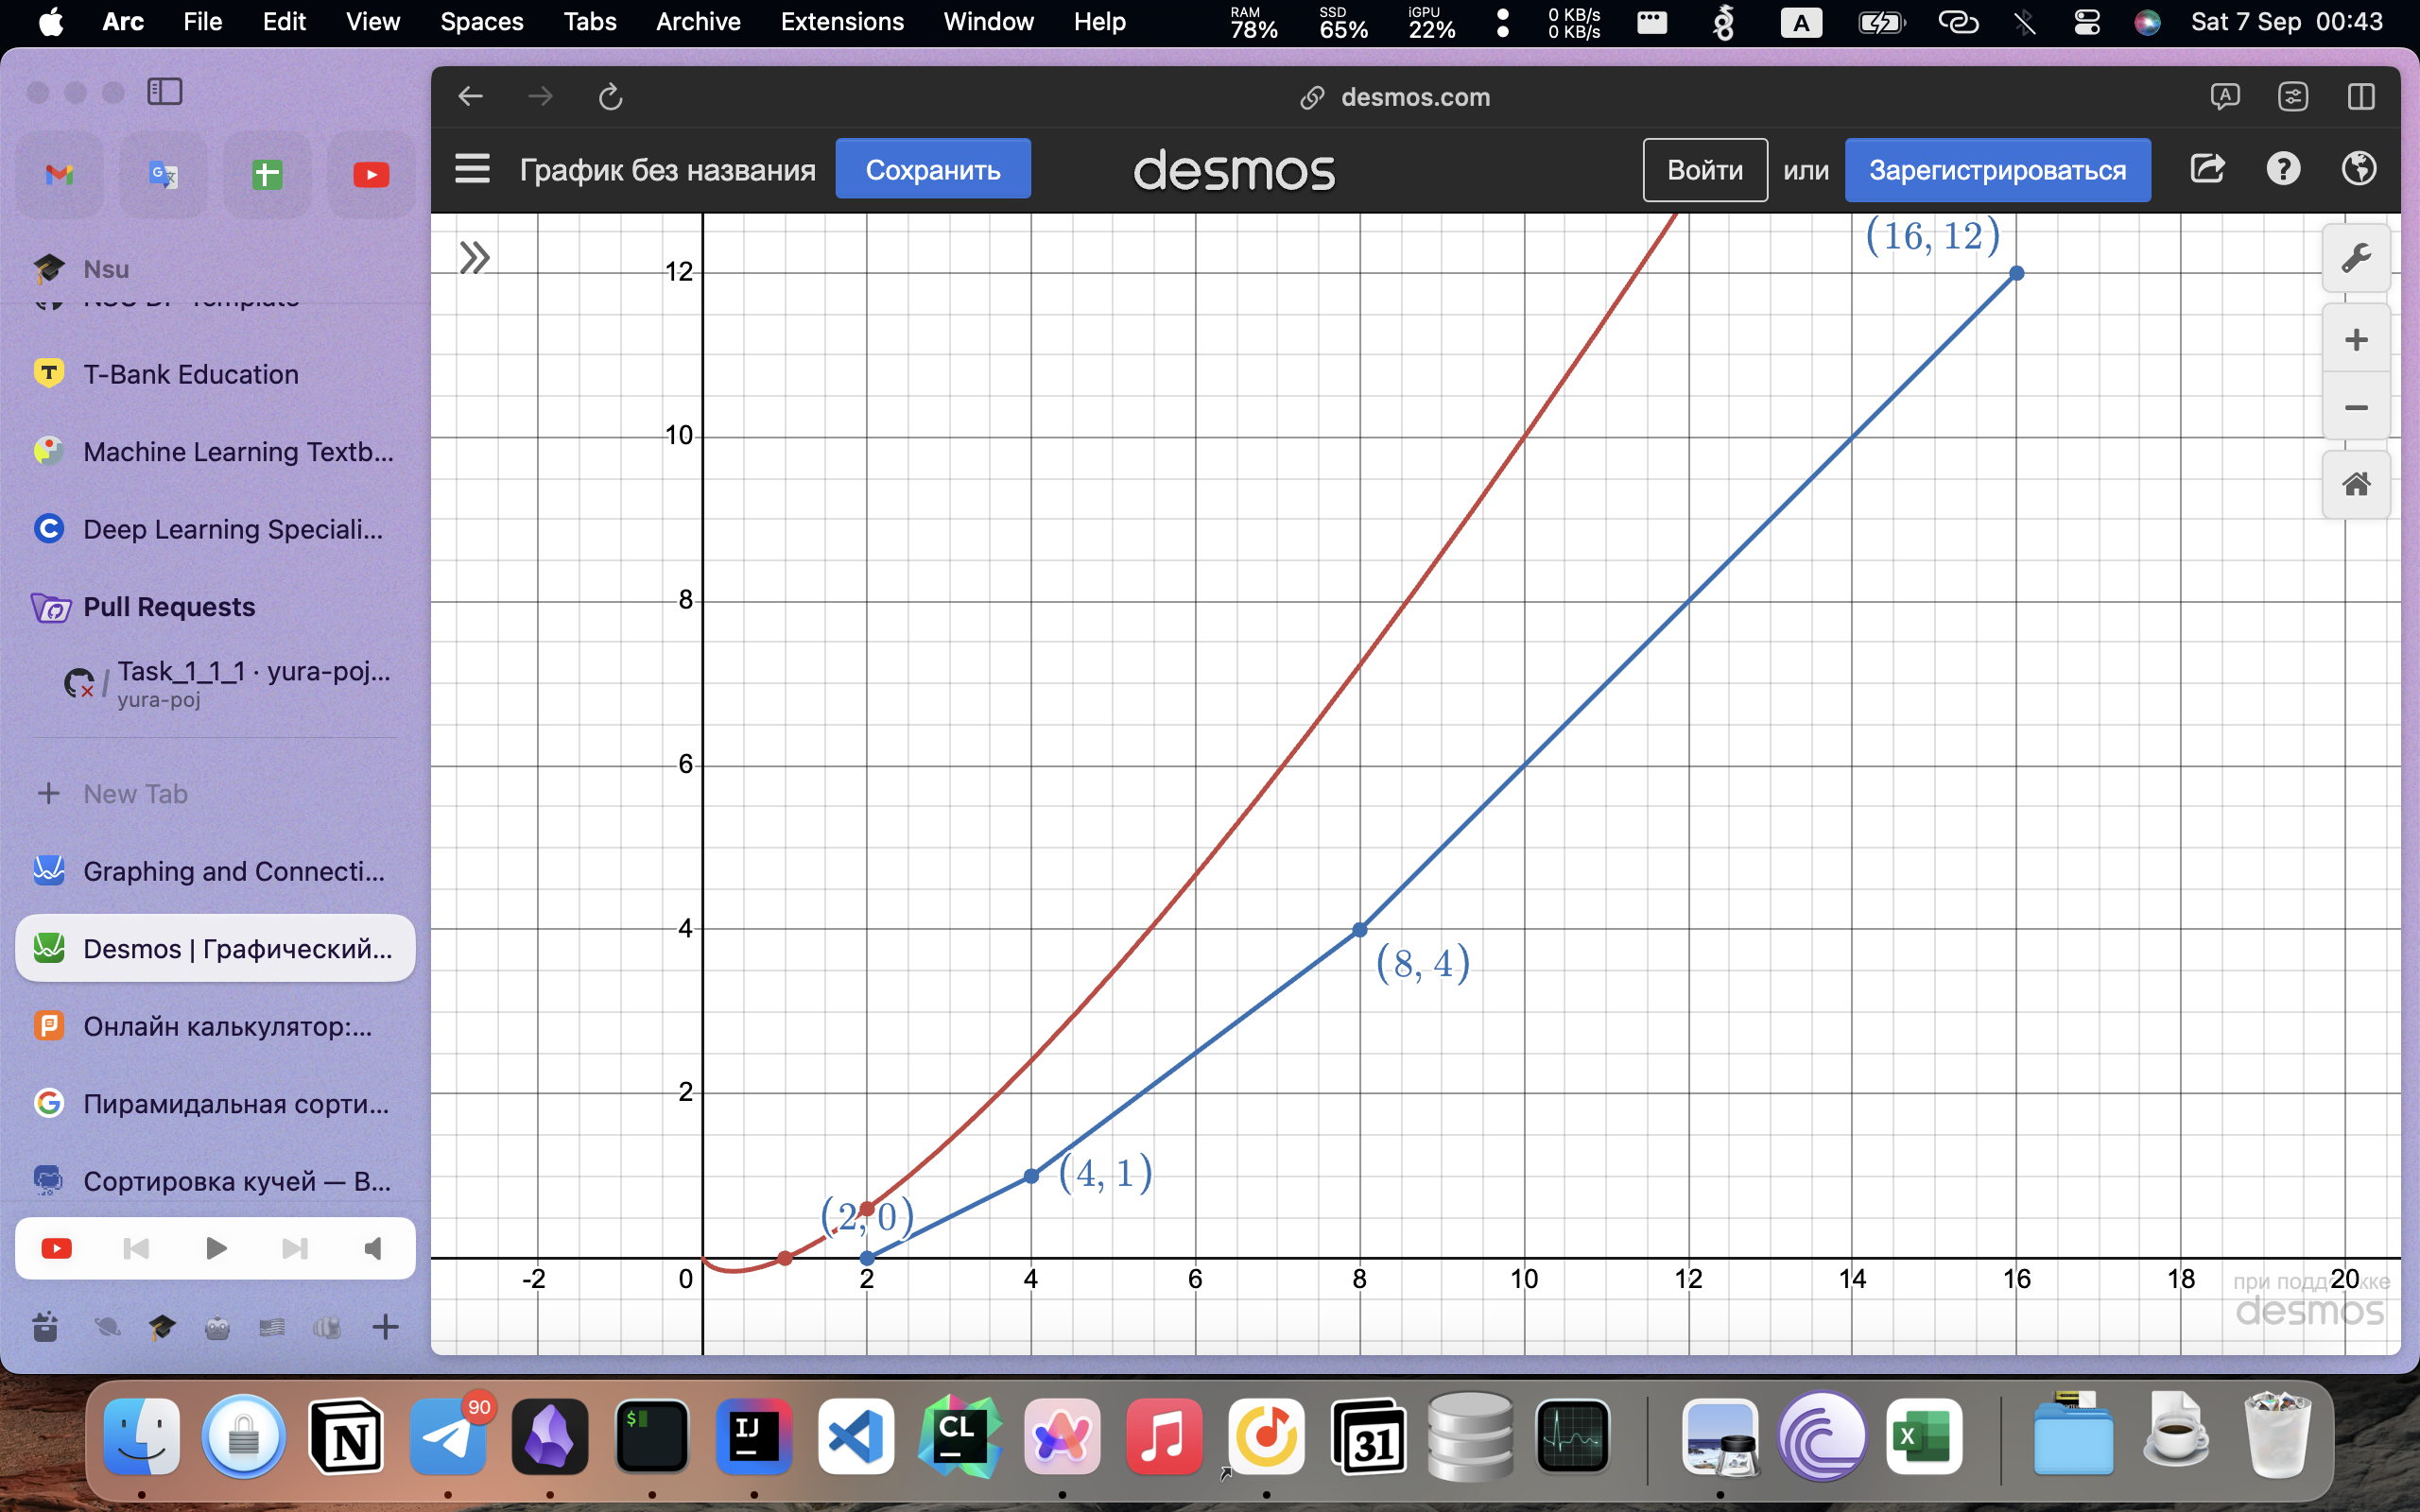 Arc File Edit View Spaces Tabs Archive Extensions Window Help
RAM 78% SSD 65% iGPU 22% 0 KB/s 0 KB/s A Sat 7 Sep 00:43
desmos.com
График без названия Сохранить desmos Войти или Зарегистрироваться
Nsu
T-Bank Education
Machine Learning Textb...
Deep Learning Speciali...
Pull Requests
Task_1_1_1 · yura-poj...
yura-poj
New Tab
Graphing and Connecti...
Desmos | Графический...
Онлайн калькулятор:...
Пирамидальная сорти...
Сортировка кучей — В...
(16, 12)
12
10
8
6
4
(8, 4)
2
(4, 1)
(2, 0)
-2 0 2 4 6 8 10 12 14 16 18 20
desmos
90
$
IJ
CL
31
X